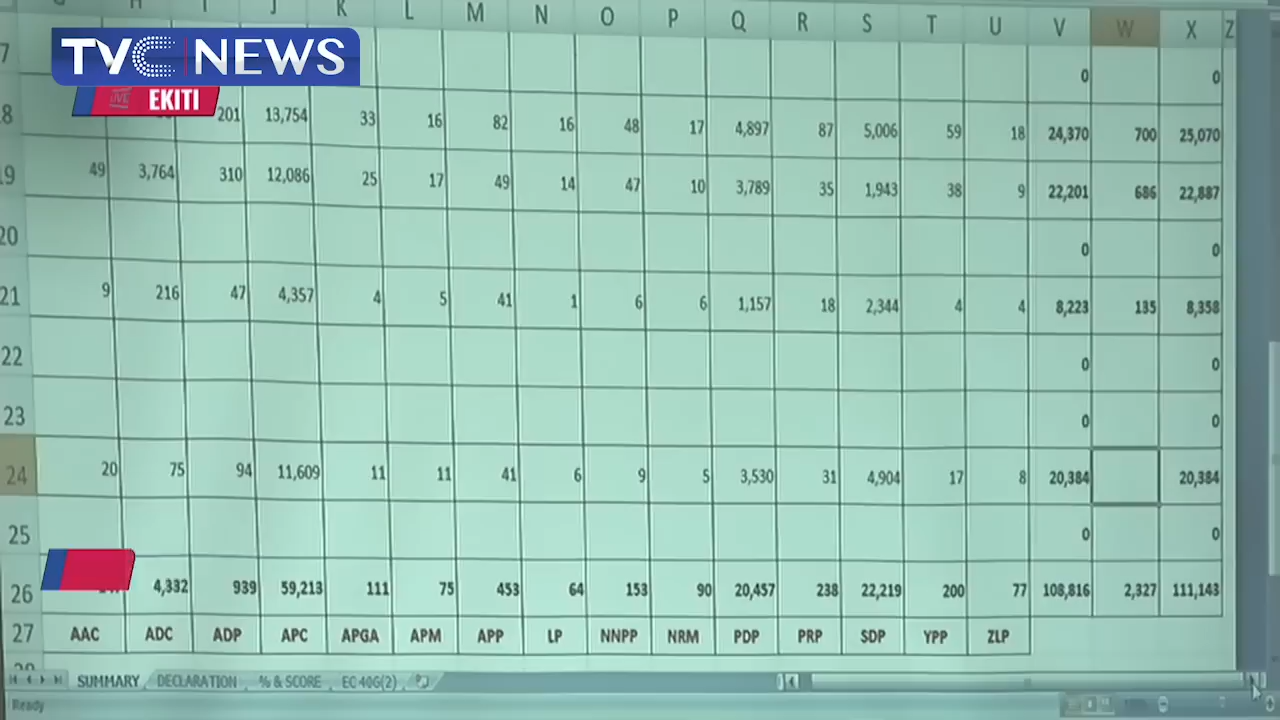 H J K L M N O P Q R S T U V W X Z
TVC NEWS
7 0 0
EKITI
18 201 13,754 33 16 82 16 48 17 4,897 87 5,006 59 18 24,370 700 25,070
19 49 3,764 310 12,086 25 17 49 14 47 10 3,789 35 1,943 38 9 22,201 686 22,887
20 0 0
21 9 216 47 4,357 4 5 41 1 6 6 1,157 18 2,344 4 4 8,223 135 8,358
22 0 0
23 0 0
24 20 75 94 11,609 11 11 41 6 9 5 3,530 31 4,904 17 8 20,384 20,384
25 0 0
26 4,332 939 59,213 111 75 453 64 153 90 20,457 238 22,219 200 77 108,816 2,327 111,143
27 AAC ADC ADP APC APGA APM APP LP NNPP NRM PDP PRP SDP YPP ZLP
SUMMARY DECLARATION % & SCORE EC 40G(2)
Ready